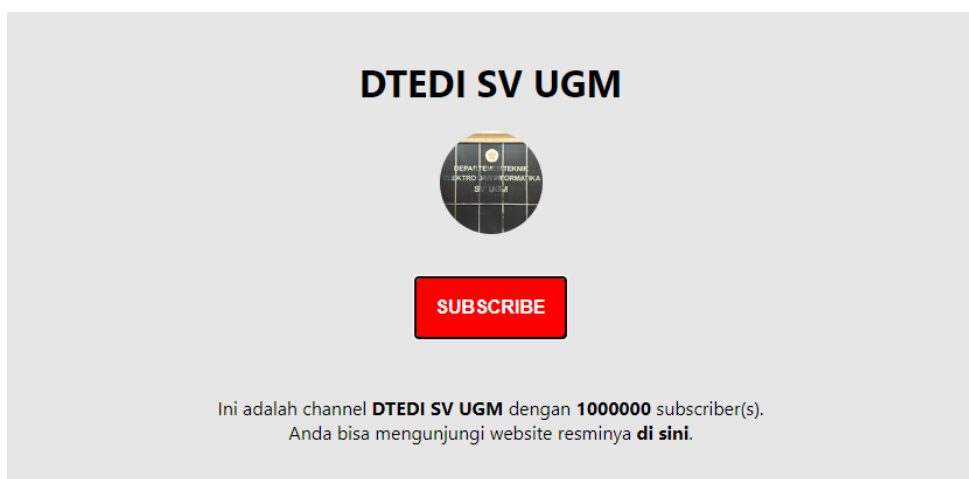 DTEDI SV UGM
DEPARTEMEN TEKNIK
ELEKTRO DAN INFORMATIKA
SV UGM
SUBSCRIBE
Ini adalah channel DTEDI SV UGM dengan 1000000 subscriber(s).
Anda bisa mengunjungi website resminya di sini.